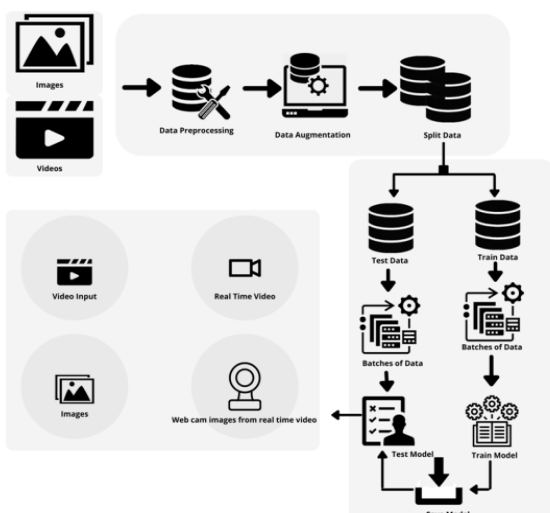 Images
Videos
Data Preprocessing
Data Augmentation
Split Data
Test Data
Train Data
Batches of Data
Batches of Data
Test Model
Train Model
Video Input
Real Time Video
Images
Web cam images from real time video